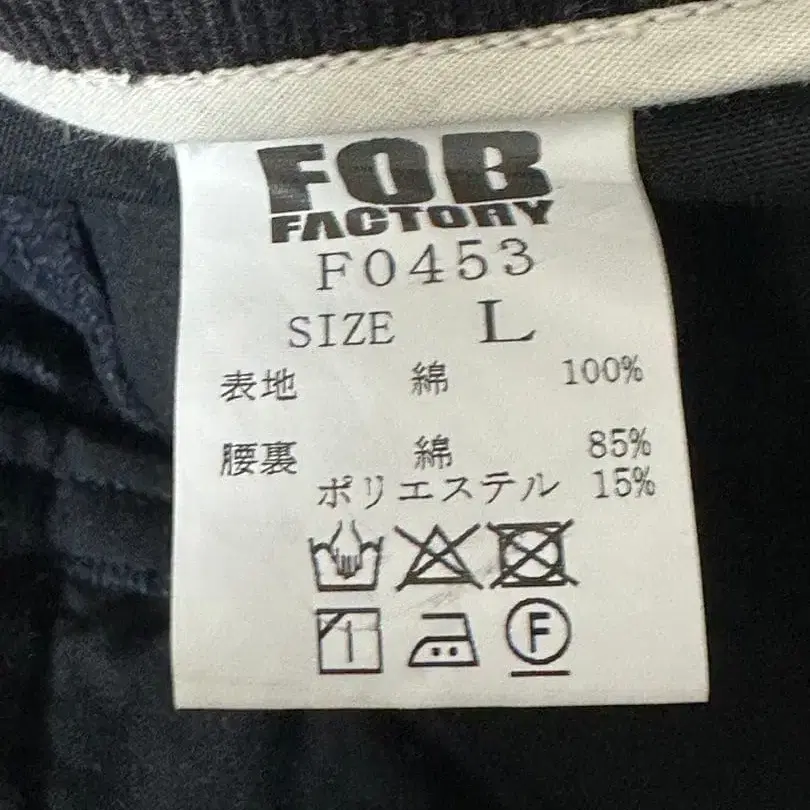 FOB
FACTORY
F0453
SIZE L
表地 綿 100%
腰裏 綿 85%
ポリエステル 15%
F